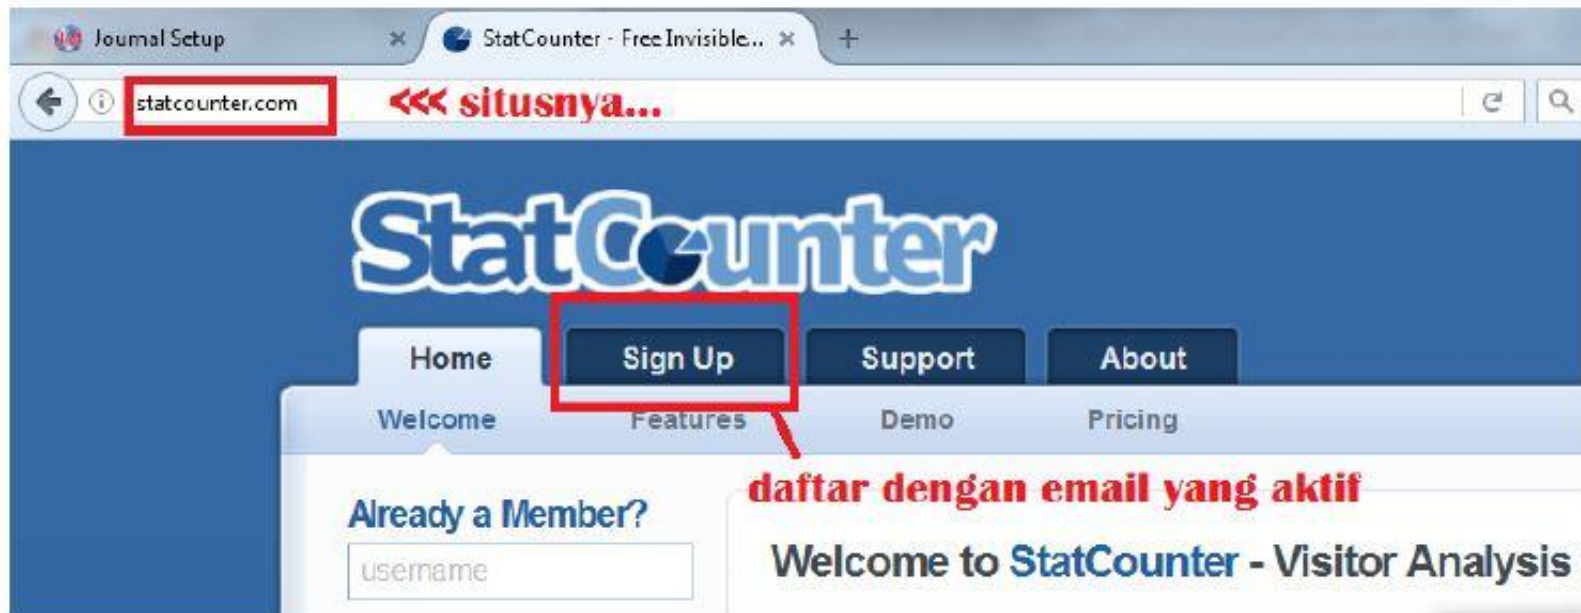 Journal Setup
StatCounter - Free Invisible...
statcounter.com <<< situsnya...
StatCounter
Home Sign Up Support About
Welcome Features Demo Pricing
daftar dengan email yang aktif
Already a Member?
Welcome to StatCounter - Visitor Analysis
username